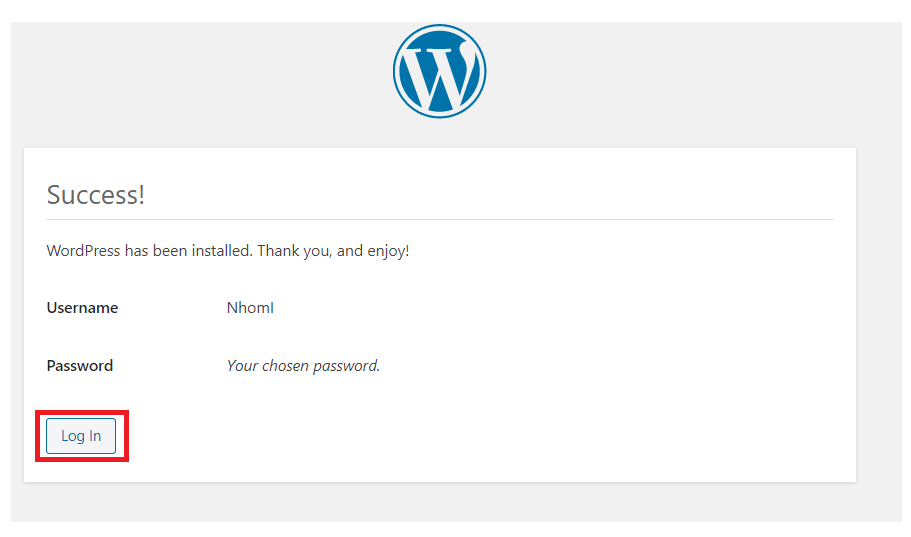 Success!
WordPress has been installed. Thank you, and enjoy!
Username NhomI
Password Your chosen password.
Log In